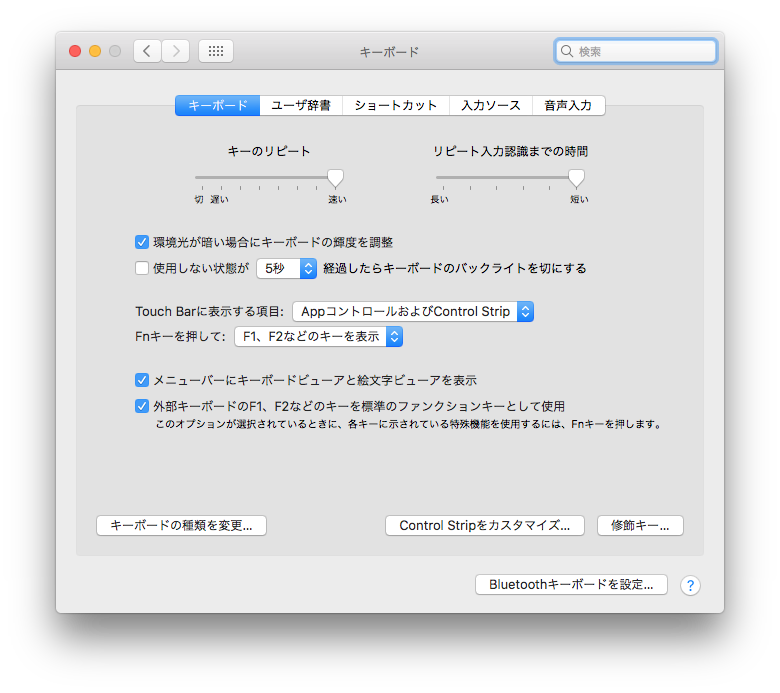 キーボード
検索
キーボード ユーザ辞書 ショートカット 入力ソース 音声入力
キーのリピート リピート入力認識までの時間
切 遅い 速い 長い 短い
環境光が暗い場合にキーボードの輝度を調整
使用しない状態が 5秒 経過したらキーボードのバックライトを切にする
Touch Barに表示する項目: AppコントロールおよびControl Strip
Fnキーを押して: F1、F2などのキーを表示
メニューバーにキーボードビューアと絵文字ビューアを表示
外部キーボードのF1、F2などのキーを標準のファンクションキーとして使用
このオプションが選択されているときに、各キーに示されている特殊機能を使用するには、Fnキーを押します。
キーボードの種類を変更... Control Stripをカスタマイズ... 修飾キー...
Bluetoothキーボードを設定... ?